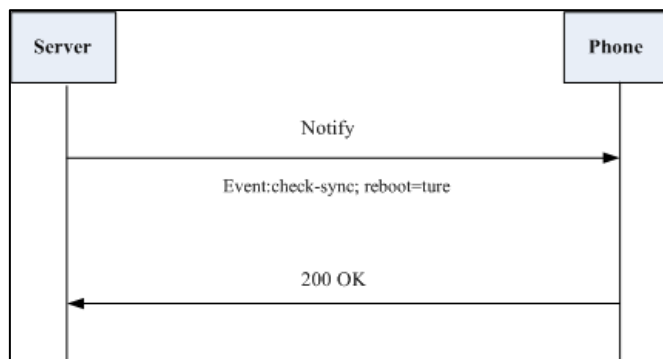 Server
Phone
Notify
Event:check-sync; reboot=ture
200 OK